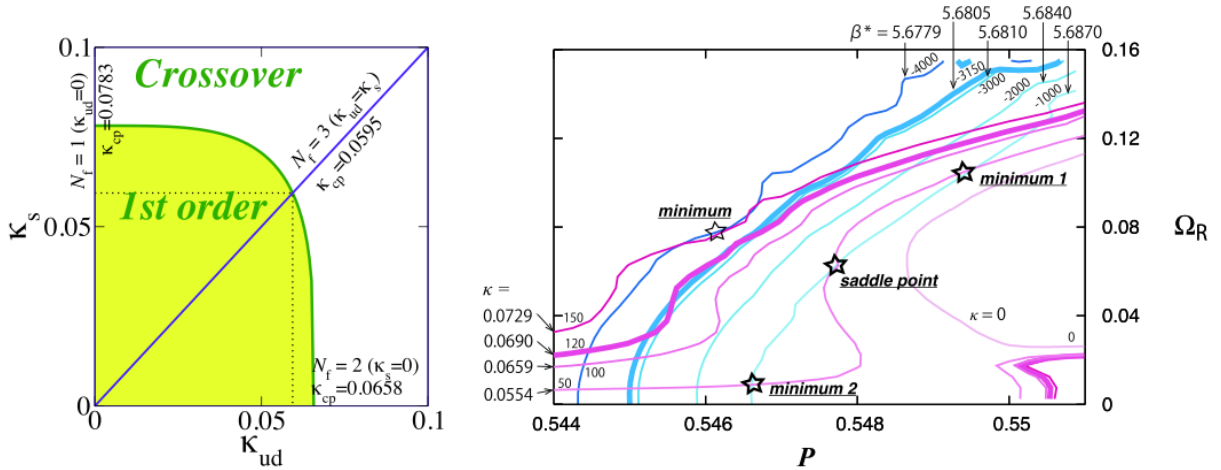 0.1
Crossover
N_f = 1 (κ_ud=0)
κ_cp=0.0783
N_f = 3 (κ_ud=κ_s)
κ_cp=0.0595
1st order
κ_s
0.05
N_f = 2 (κ_s=0)
κ_cp=0.0658
0
0
0.05
0.1
κ_ud
5.6805
5.6840
β* = 5.6779
5.6810
5.6870
0.16
-4000
-3150
-3000
-2000
-1000
0.12
minimum 1
minimum
0.08
Ω_R
saddle point
κ =
0.0729
150
κ = 0
0
0.04
0.0690
120
0.0659
100
0.0554
50
minimum 2
0
0.544
0.546
0.548
0.55
P